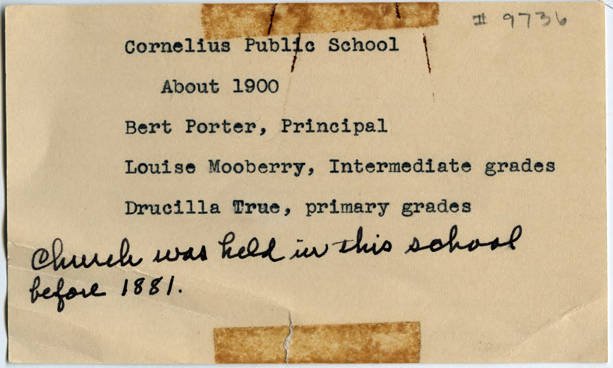 # 9736
Cornelius Public School
About 1900
Bert Porter, Principal
Louise Mooberry, Intermediate grades
Drucilla True, primary grades
Church was held in this school
before 1881.